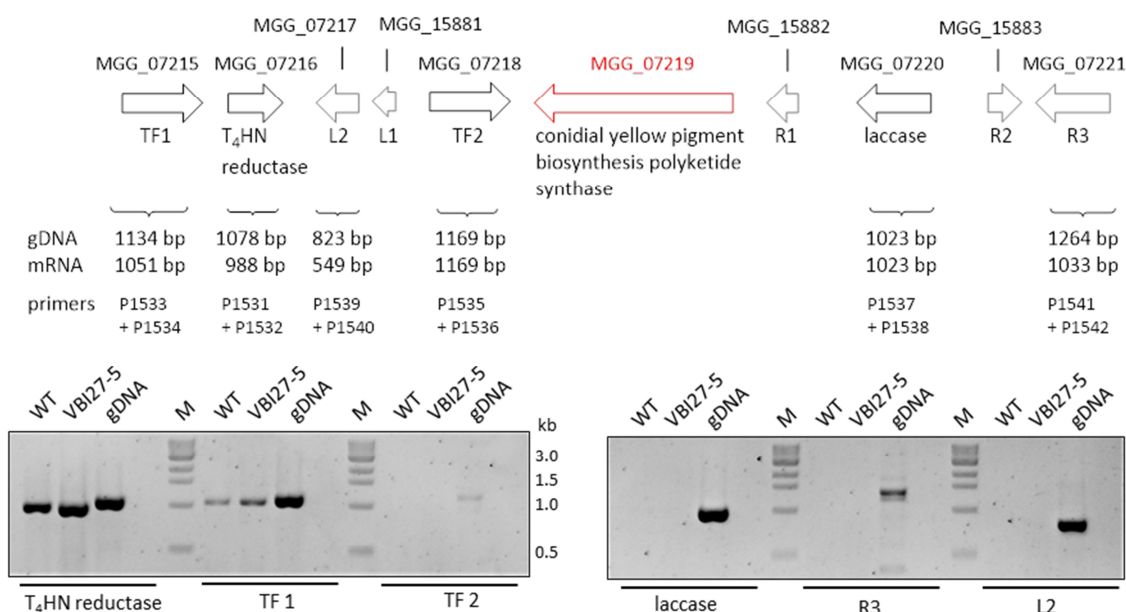 MGG_07217 MGG_15881 MGG_15882 MGG_15883
MGG_07215 MGG_07216 MGG_07218 MGG_07219 MGG_07220 MGG_07221
TF1 T₄HN reductase L2 L1 TF2 conidial yellow pigment biosynthesis polyketide synthase R1 laccase R2 R3
gDNA 1134 bp 1078 bp 823 bp 1169 bp 1023 bp 1264 bp
mRNA 1051 bp 988 bp 549 bp 1169 bp 1023 bp 1033 bp
primers P1533 P1531 P1539 P1535 P1537 P1541
+ P1534 + P1532 + P1540 + P1536 + P1538 + P1542
WT VBI27-5 gDNA M WT VBI27-5 gDNA M WT VBI27-5 gDNA kb WT VBI27-5 gDNA M WT VBI27-5 gDNA M WT VBI27-5 gDNA
3.0
1.5
1.0
0.5
T₄HN reductase TF 1 TF 2 laccase R3 L2